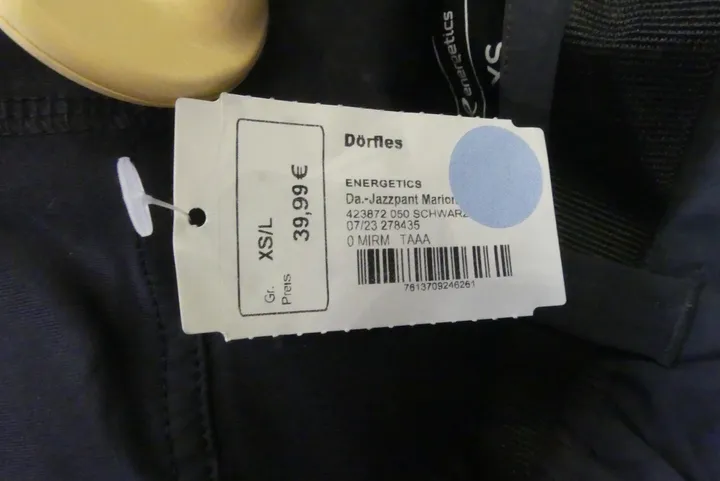 energetics
XS
Dörfles
ENERGETICS
Da.-Jazzpant Marion
423872 050 SCHWARZ
07/23 278435
0 MIRM TAAA
7613709246261
Gr. XS/L
Preis 39,99 €